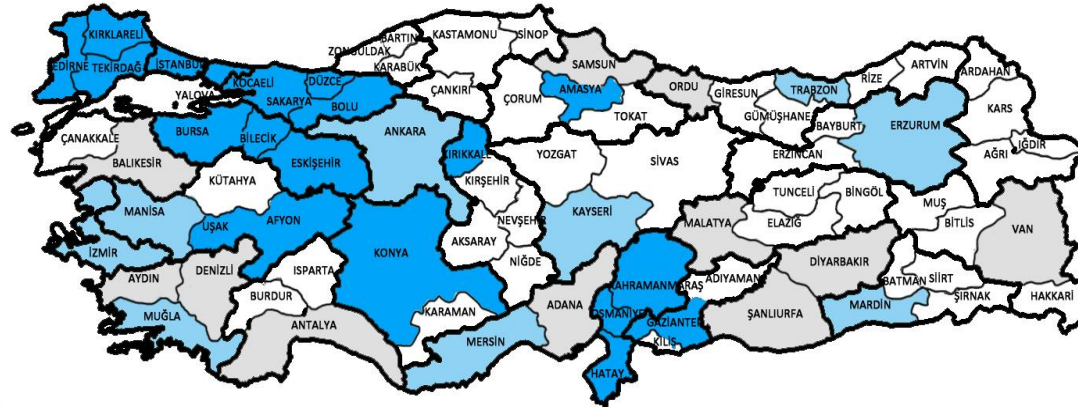 KIRKLARELİ
EDİRNE
TEKİRDAĞ
İSTANBUL
KOCAELİ
YALOVA
SAKARYA
DÜZCE
BOLU
ZONGULDAK
BARTIN
KARABÜK
KASTAMONU
SİNOP
ÇANKIRI
SAMSUN
ÇORUM
AMASYA
TOKAT
ORDU
GİRESUN
TRABZON
GÜMÜŞHANE
RİZE
ARTVİN
ARDAHAN
KARS
BAYBURT
ERZURUM
IĞDIR
AĞRI
ERZİNCAN
ÇANAKKALE
BALIKESİR
BURSA
BİLECİK
ESKİŞEHİR
ANKARA
KIRIKKALE
KIRŞEHİR
YOZGAT
SİVAS
TUNCELİ
BİNGÖL
ELAZIĞ
MUŞ
BİTLİS
VAN
KÜTAHYA
MANİSA
İZMİR
UŞAK
AFYON
KONYA
AKSARAY
NEVŞEHİR
NİĞDE
KAYSERİ
MALATYA
DİYARBAKIR
BATMAN
SİİRT
ŞIRNAK
HAKKARİ
AYDIN
DENİZLİ
ISPARTA
BURDUR
MUĞLA
ANTALYA
KARAMAN
MERSİN
ADANA
KAHRAMANMARAŞ
ADIYAMAN
OSMANİYE
GAZİANTEP
KİLİS
HATAY
ŞANLIURFA
MARDİN